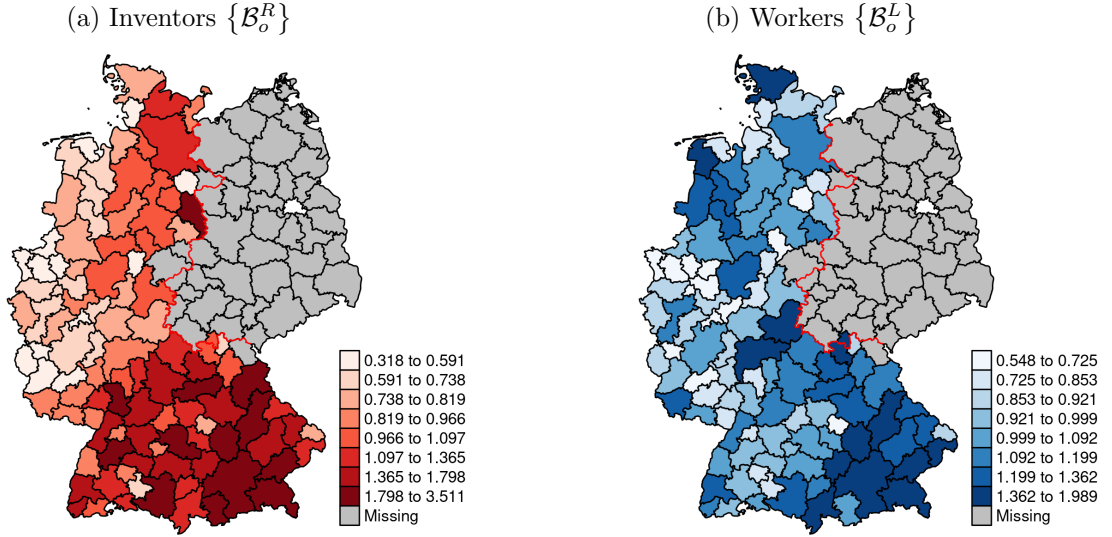 (a) Inventors {𝓑ₒᴿ}
(b) Workers {𝓑ₒᴸ}
0.318 to 0.591
0.591 to 0.738
0.738 to 0.819
0.819 to 0.966
0.966 to 1.097
1.097 to 1.365
1.365 to 1.798
1.798 to 3.511
Missing
0.548 to 0.725
0.725 to 0.853
0.853 to 0.921
0.921 to 0.999
0.999 to 1.092
1.092 to 1.199
1.199 to 1.362
1.362 to 1.989
Missing